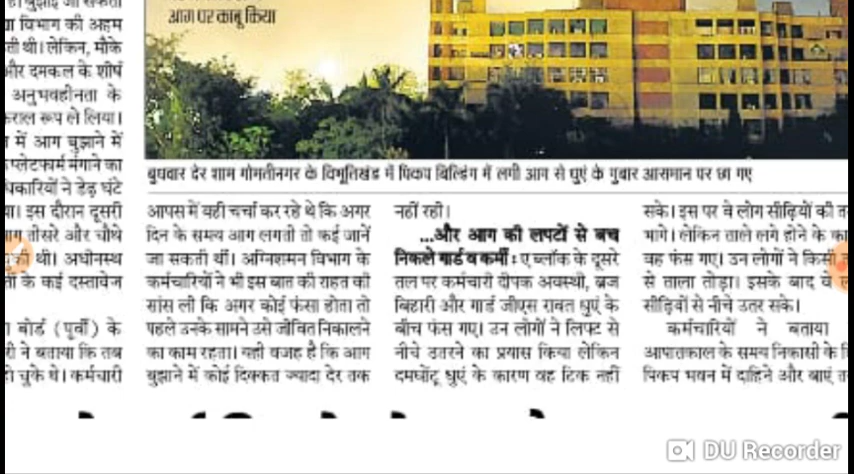 आग पर काबू किया
बुधवार देर शाम गोमतीनगर के विभूतिखंड में पिकप बिल्डिंग में लगी आग से धुएं के गुबार आसमान पर छा गए
विभाग की अहम
ती थी। लेकिन, मौके
और दमकल के शीर्ष
अनुभवहीनता के
कराल रूप ले लिया।
में आग बुझाने में
प्लेटफार्म मंगाने का
धकारियों ने डेढ़ घंटे
या। इस दौरान दूसरी
तीसरे और चौथे
की थी। अधीनस्थ
के कई दस्तावेज
बोर्ड (पूर्वी) के
री ने बताया कि तब
हो चुके थे। कर्मचारी
आपस में यही चर्चा कर रहे थे कि अगर
दिन के समय आग लगती तो कई जानें
जा सकती थीं। अग्निशमन विभाग के
कर्मचारियों ने भी इस बात की राहत की
सांस ली कि अगर कोई फंसा होता तो
पहले उनके सामने उसे जीवित निकालने
का काम रहता। यही वजह है कि आग
बुझाने में कोई दिक्कत ज्यादा देर तक
नहीं रही।
...और आग की लपटों से बच
निकले गार्ड व कर्मी : ए ब्लॉक के दूसरे
तल पर कर्मचारी दीपक अवस्थी, ब्रज
बिहारी और गार्ड जीएस रावत धुएं के
बीच फंस गए। उन लोगों ने लिफ्ट से
नीचे उतरने का प्रयास किया लेकिन
दमघोंटू धुएं के कारण वह टिक नहीं
सके। इस पर वे लोग सीढ़ियों की त
भागे। लेकिन ताले लगे होने के का
वह फंस गए। उन लोगों ने किसी
से ताला तोड़ा। इसके बाद वे ल
सीढ़ियों से नीचे उतर सके।
कर्मचारियों ने बताया
आपातकाल के समय निकासी के लि
पिकप भवन में दाहिने और बाएं त
DU Recorder